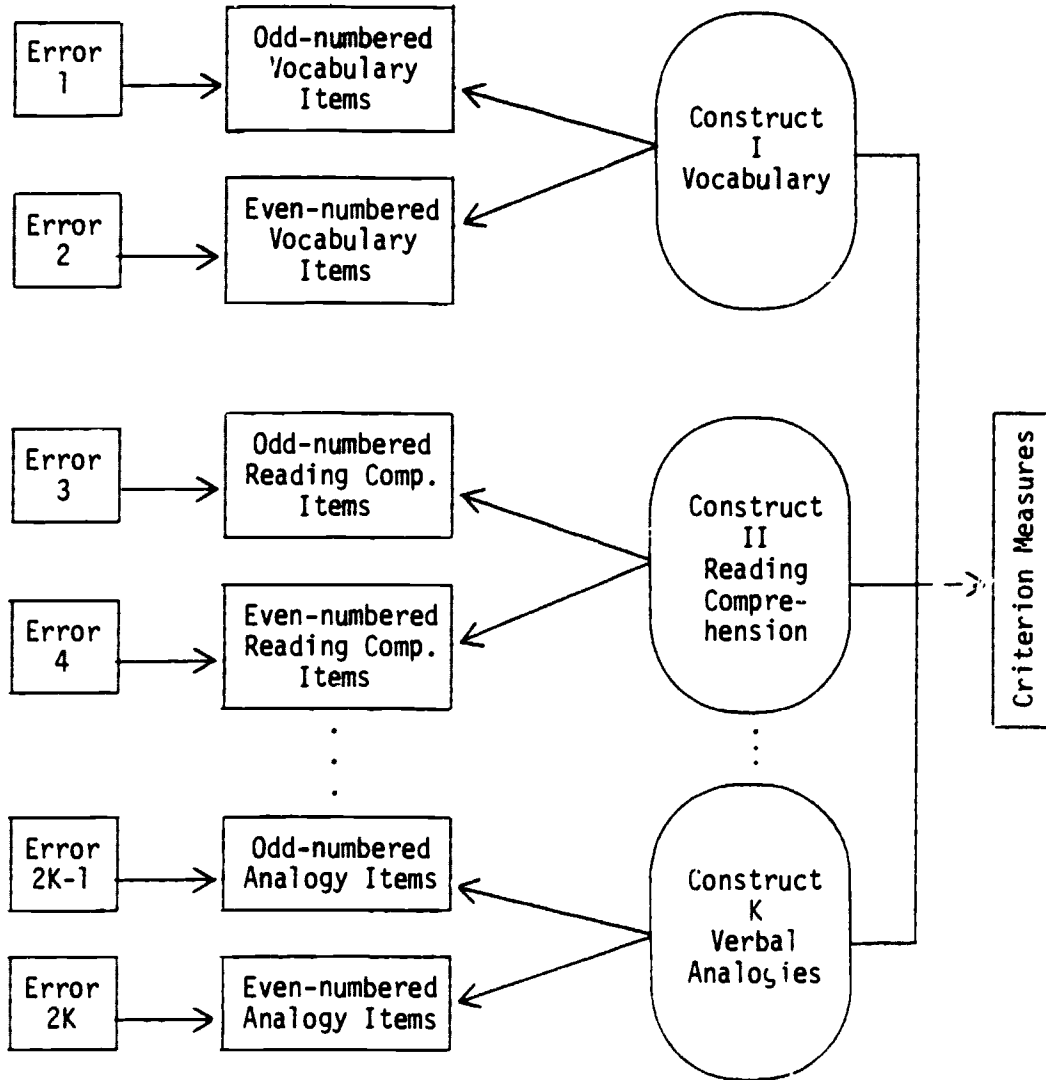 Error
1
Odd-numbered
Vocabulary
Items
Construct
I
Vocabulary
Error
2
Even-numbered
Vocabulary
Items
Error
3
Odd-numbered
Reading Comp.
Items
Construct
II
Reading
Compre-
hension
Criterion Measures
Error
4
Even-numbered
Reading Comp.
Items
Error
2K-1
Odd-numbered
Analogy Items
Construct
K
Verbal
Analogies
Error
2K
Even-numbered
Analogy Items